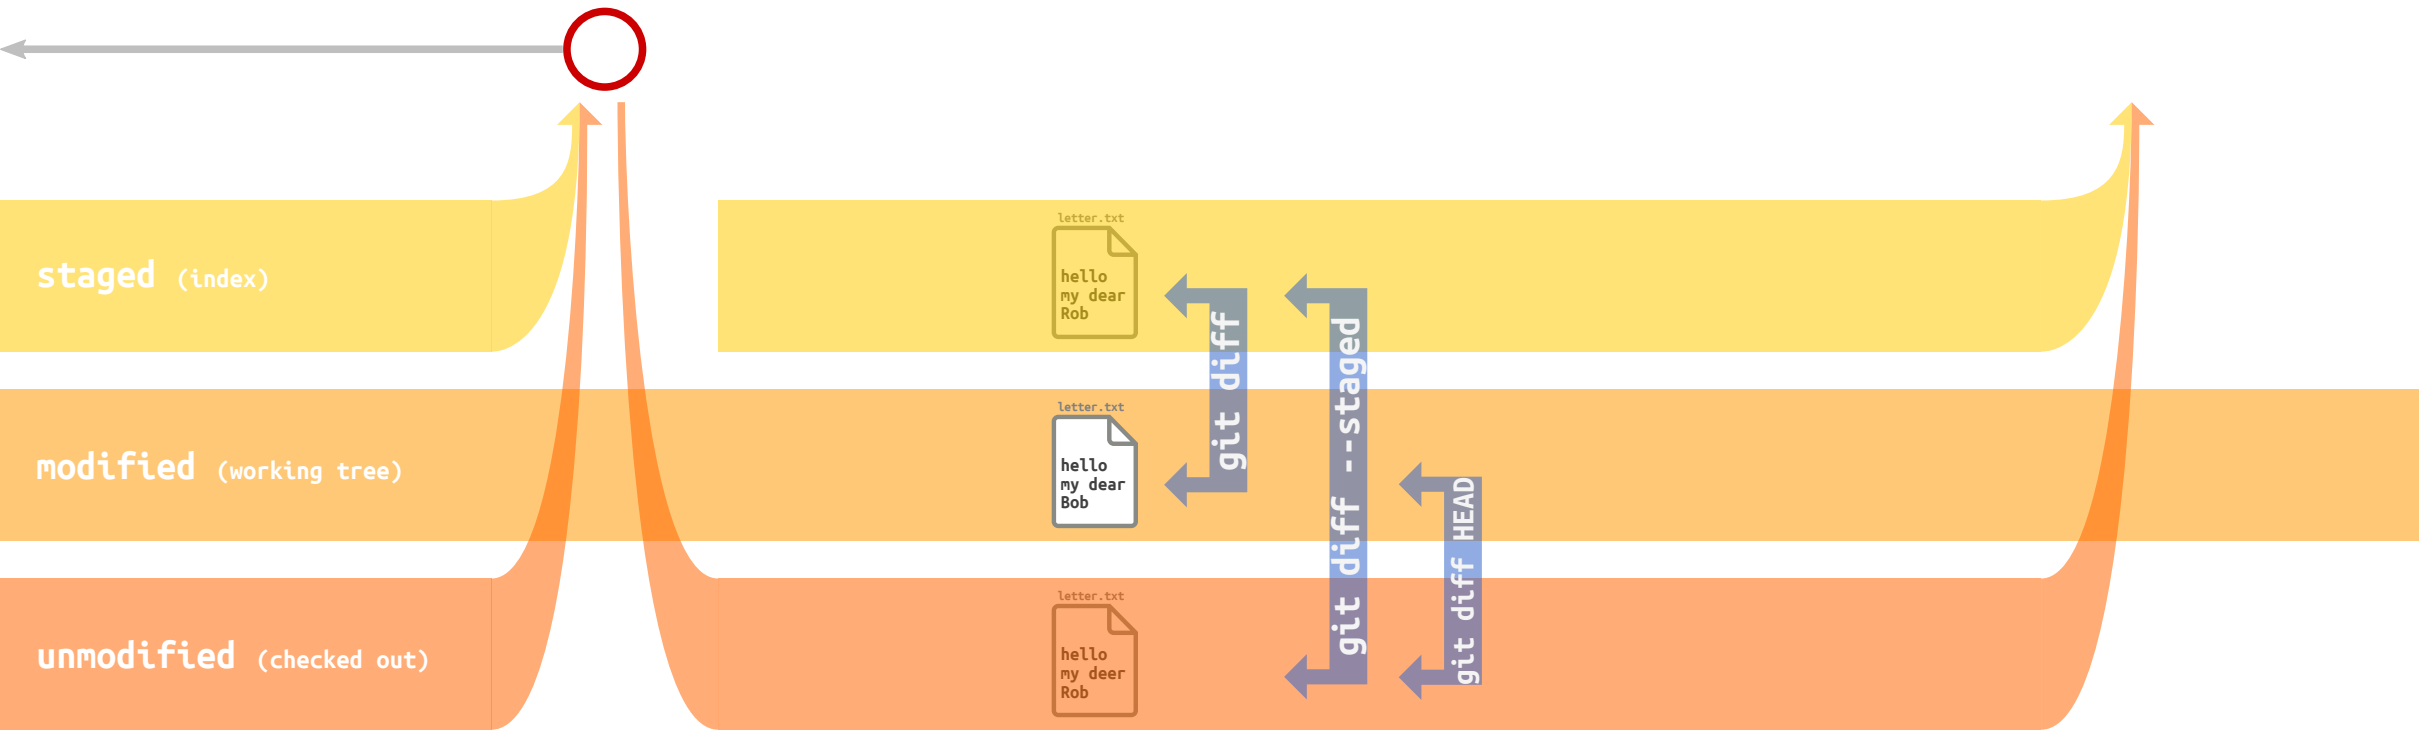 staged (index)
letter.txt
hello
my dear
Rob
git diff
git diff --staged
modified (working tree)
letter.txt
hello
my dear
Bob
git diff HEAD
unmodified (checked out)
letter.txt
hello
my deer
Rob